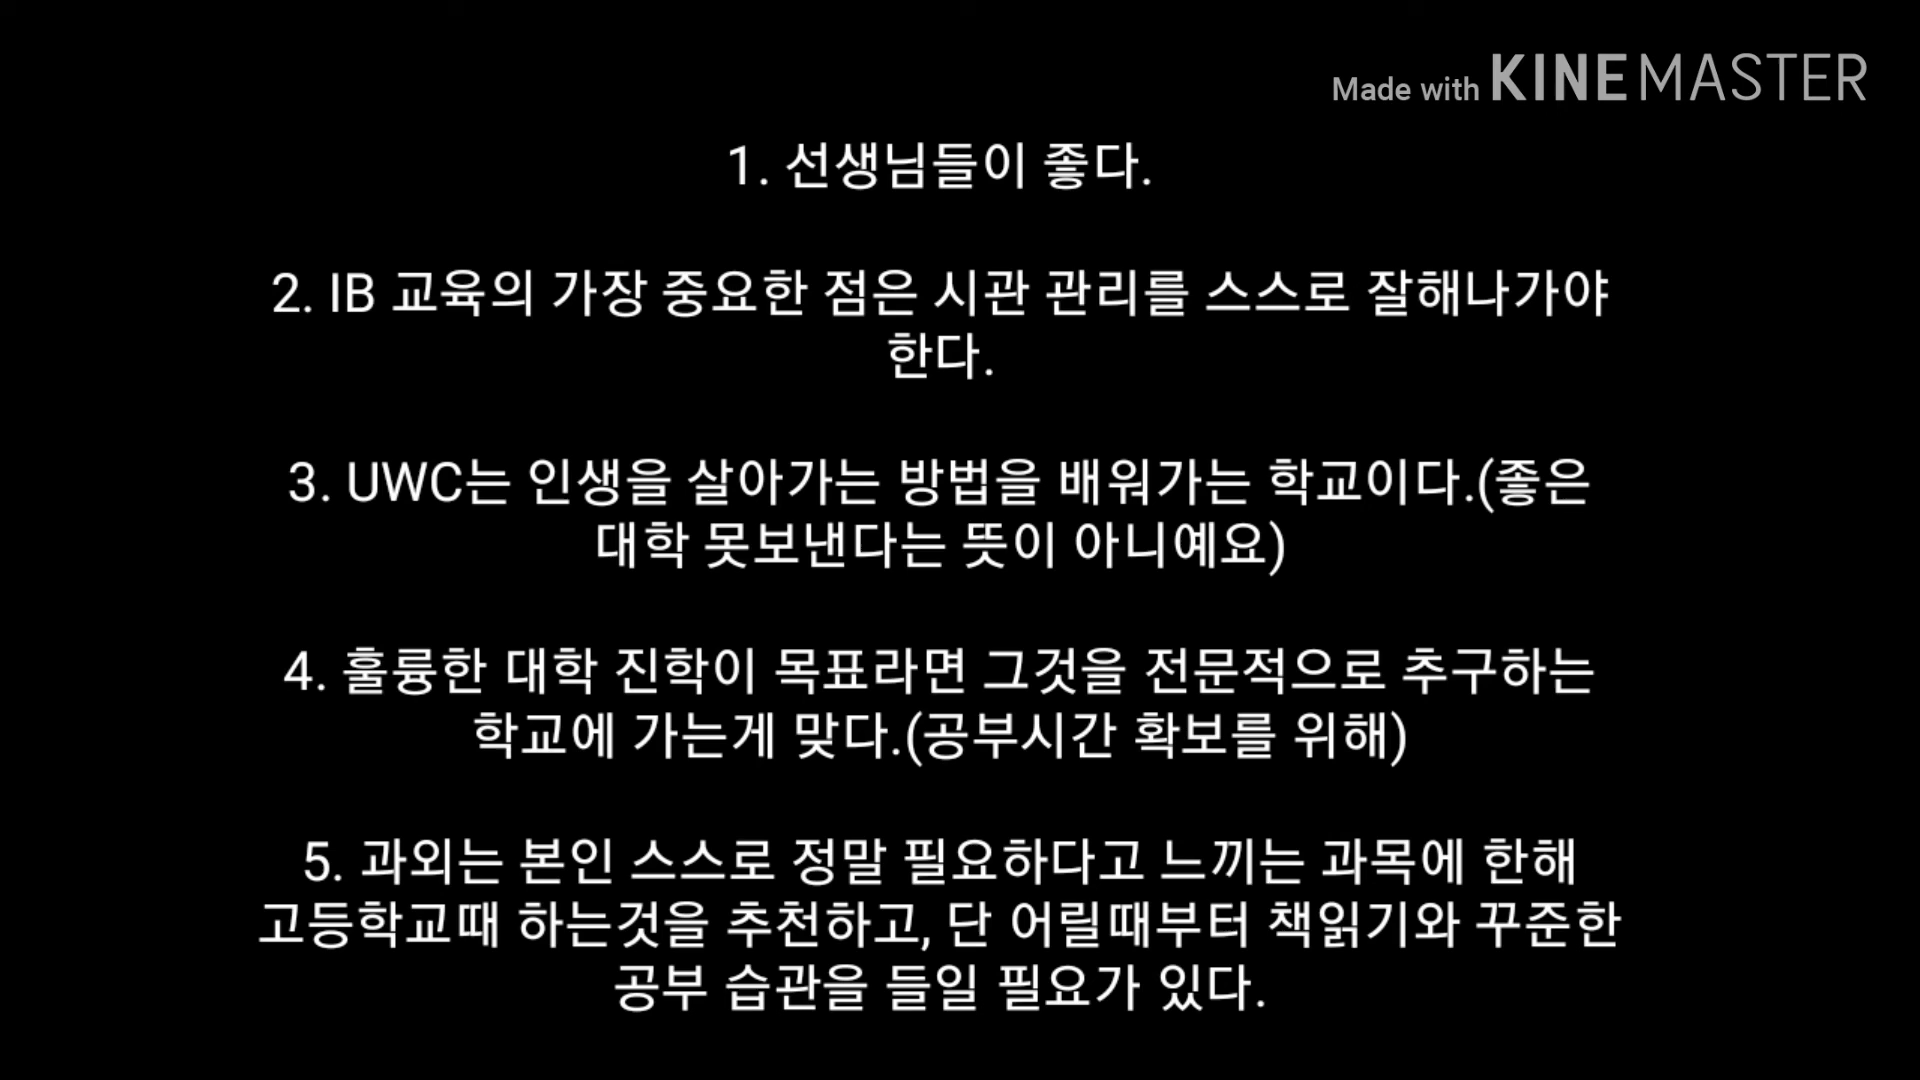 Made with KINEMASTER
1. 선생님들이 좋다.
2. IB 교육의 가장 중요한 점은 시관 관리를 스스로 잘해나가야
한다.
3. UWC는 인생을 살아가는 방법을 배워가는 학교이다.(좋은
대학 못보낸다는 뜻이 아니예요)
4. 훌륭한 대학 진학이 목표라면 그것을 전문적으로 추구하는
학교에 가는게 맞다.(공부시간 확보를 위해)
5. 과외는 본인 스스로 정말 필요하다고 느끼는 과목에 한해
고등학교때 하는것을 추천하고, 단 어릴때부터 책읽기와 꾸준한
공부 습관을 들일 필요가 있다.